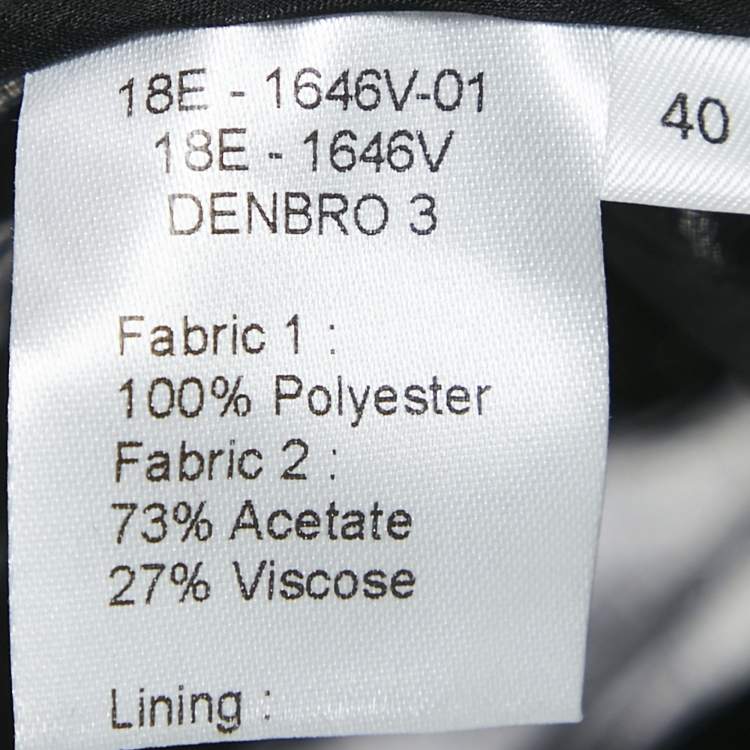 18E - 1646V-01
18E - 1646V
DENBRO 3
Fabric 1 :
100% Polyester
Fabric 2 :
73% Acetate
27% Viscose
Lining :
40